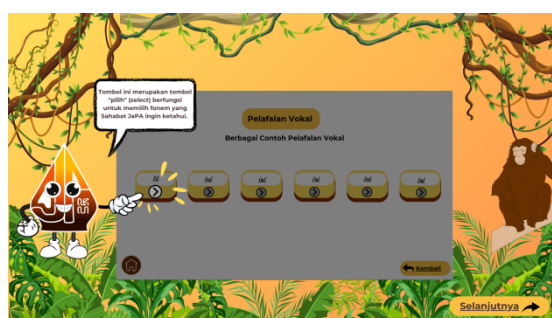 Tombol ini merupakan tombol
"pilih" (select) berfungsi
untuk memilih fonem yang
Sahabat JaPA ingin ketahui.
Pelafalan Vokal
Berbagai Contoh Pelafalan Vokal
/i/
/u/
Kembali
Selanjutnya